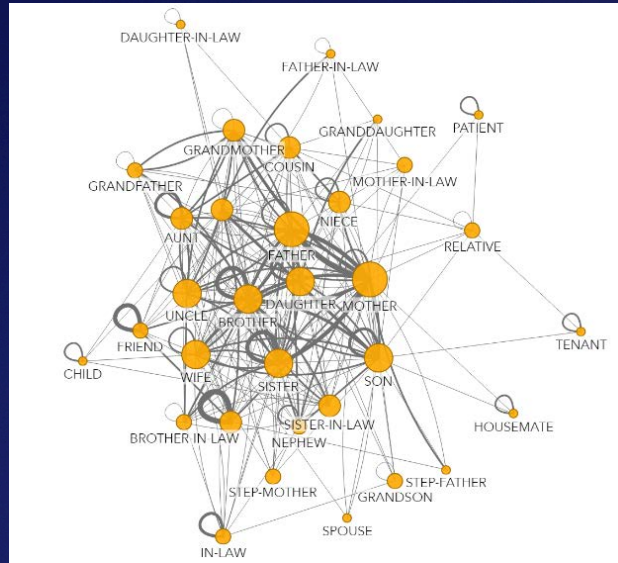 DAUGHTER-IN-LAW
FATHER-IN-LAW
PATIENT
GRANDDAUGHTER
GRANDMOTHER
COUSIN
MOTHER-IN-LAW
GRANDFATHER
NIECE
AUNT
RELATIVE
FATHER
DAUGHTER
MOTHER
UNCLE
BROTHER
TENANT
FRIEND
CHILD
WIFE
SISTER
SON
HOUSEMATE
SISTER-IN-LAW
BROTHER-IN LAW
NEPHEW
STEP-FATHER
STEP-MOTHER
GRANDSON
SPOUSE
IN-LAW